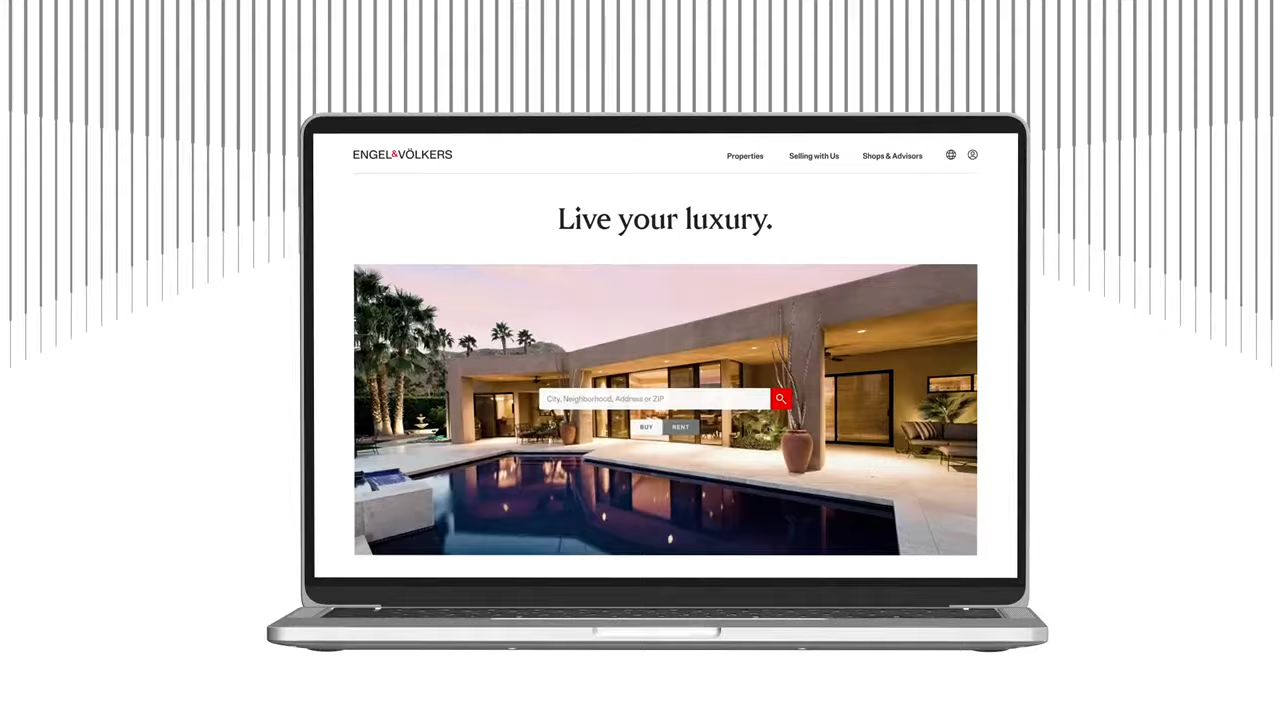 ENGEL&VÖLKERS
Properties
Selling with Us
Shops & Advisors
Live your luxury.
City, Neighborhood, Address or ZIP
BUY
RENT